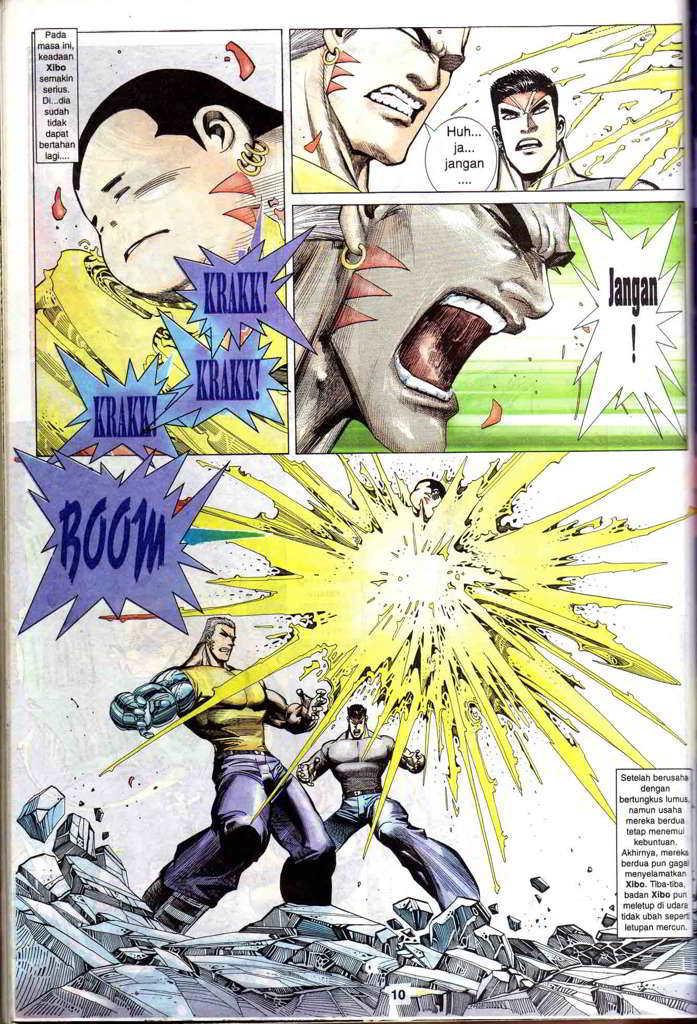 Pada
masa ini,
keadaan
Xibo
semakin
serius.
Di...dia
sudah
tidak
dapat
bertahan
lagi....
Huh...
ja...
jangan
....
Jangan
!
KRAKK!
KRAKK!
KRAKK!
BOOM
Setelah berusaha
dengan
bertungkus lumus,
namun usaha
mereka berdua
tetap menemui
kebuntuan.
Akhirnya, mereka
berdua pun gagal
menyelamatkan
Xibo. Tiba-tiba,
badan Xibo pun
meletup di udara
tidak ubah seperti
letupan mercun.
10